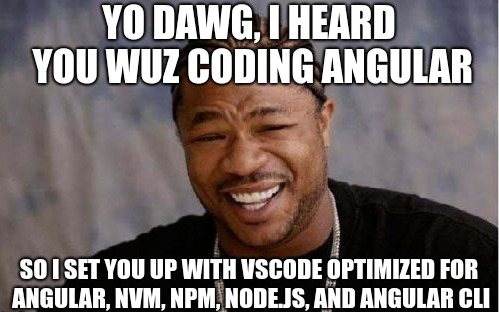 YO DAWG, I HEARD
YOU WUZ CODING ANGULAR
SO I SET YOU UP WITH VSCODE OPTIMIZED FOR
ANGULAR, NVM, NPM, NODE.JS, AND ANGULAR CLI